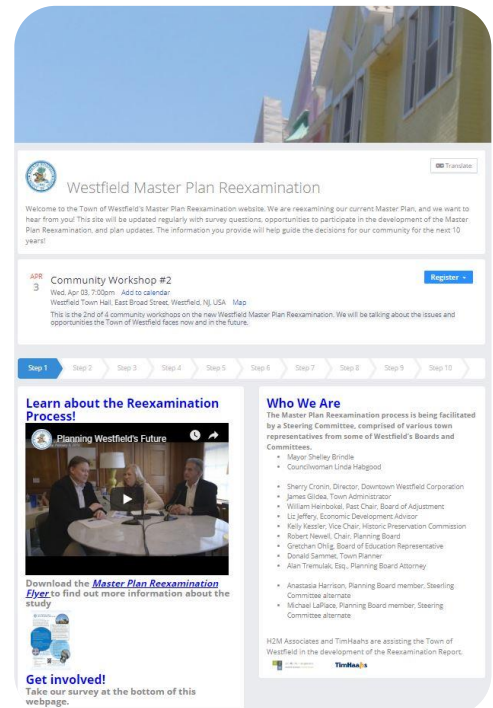 Translate
Westfield Master Plan Reexamination
Welcome to the Town of Westfield's Master Plan Reexamination website. We are reexamining our current Master Plan, and we want to
hear from you! This site will be updated regularly with survey questions, opportunities to participate in the development of the Master
Plan Reexamination, and plan updates. The information you provide will help guide the decisions for our community for the next 10
years!
APR
3
Community Workshop #2
Register
Wed, Apr 03, 7:00pm Add to calendar
Westfield Town Hall, East Broad Street, Westfield, NJ, USA Map
This is the 2nd of 4 community workshops on the new Westfield Master Plan Reexamination. We will be talking about the issues and
opportunities the Town of Westfield faces now and in the future.
Step 1 Step 2 Step 3 Step 4 Step 5 Step 6 Step 7 Step 8 Step 9 Step 10
Learn about the Reexamination
Process!
Planning Westfield's Future
Download the Master Plan Reexamination
Flyer to find out more information about the
study
Get involved!
Take our survey at the bottom of this
webpage.
Who We Are
The Master Plan Reexamination process is being facilitated
by a Steering Committee, comprised of various town
representatives from some of Westfield's Boards and
Committees.
• Mayor Shelley Brindle
• Councilwoman Linda Habgood
• Sherry Cronin, Director, Downtown Westfield Corporation
• James Gildea, Town Administrator
• William Heinbokel, Past Chair, Board of Adjustment
• Liz Jeffery, Economic Development Advisor
• Kelly Kessler, Vice Chair, Historic Preservation Commission
• Robert Newell, Chair, Planning Board
• Gretchan Ohlig, Board of Education Representative
• Donald Sammet, Town Planner
• Alan Tremulak, Esq., Planning Board Attorney
• Anastasia Harrison, Planning Board member, Steerling
Committee alternate
• Michael LaPlace, Planning Board member, Steering
Committee alternate
H2M Associates and TimHaahs are assisting the Town of
Westfield in the development of the Reexamination Report.
TimHaahs